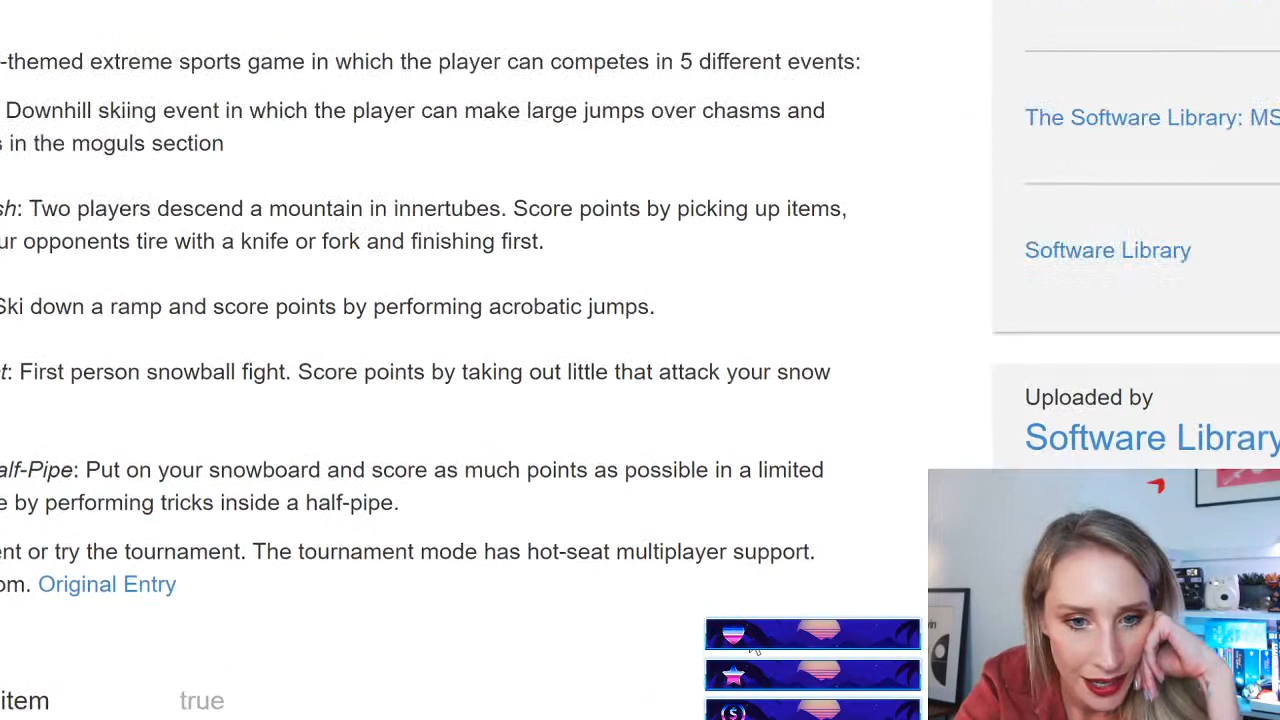 -themed extreme sports game in which the player can competes in 5 different events:
Downhill skiing event in which the player can make large jumps over chasms and
s in the moguls section
sh: Two players descend a mountain in innertubes. Score points by picking up items,
ur opponents tire with a knife or fork and finishing first.
Ski down a ramp and score points by performing acrobatic jumps.
t: First person snowball fight. Score points by taking out little that attack your snow
alf-Pipe: Put on your snowboard and score as much points as possible in a limited
e by performing tricks inside a half-pipe.
ent or try the tournament. The tournament mode has hot-seat multiplayer support.
om. Original Entry
item true
The Software Library: MS
Software Library
Uploaded by
Software Library